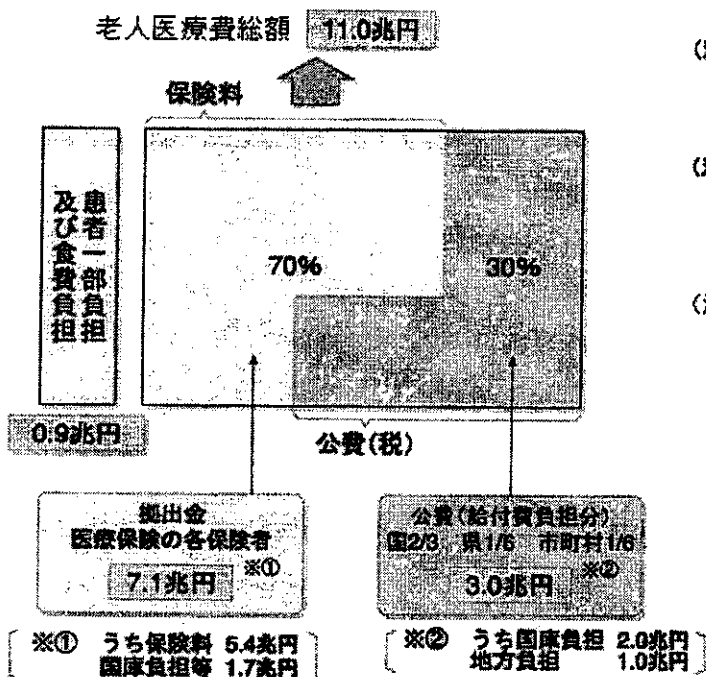 老人医療費総額 11.0兆円
保険料
患者一部負担
及び食費負担
70%
30%
0.9兆円
公費(税)
拠出金
医療保険の各保険者
7.1兆円 ※①
公費(給付費負担分)
国2/3 県1/6 市町村1/6
3.0兆円 ※②
※① うち保険料 5.4兆円
国庫負担等 1.7兆円
※② うち国庫負担 2.0兆円
地方負担 1.0兆円